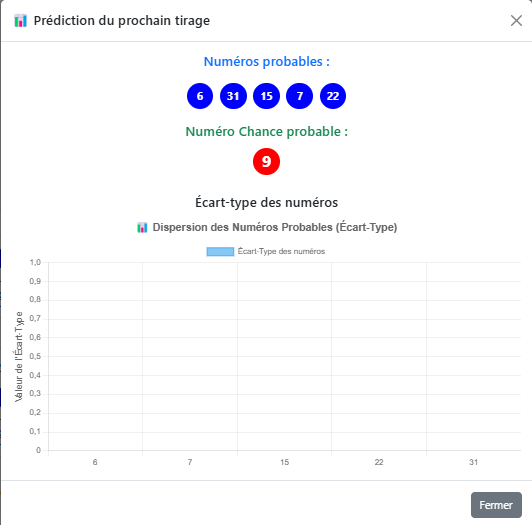 📊 Prédiction du prochain tirage
Numéros probables :
6 31 15 7 22
Numéro Chance probable :
9
Écart-type des numéros
📊 Dispersion des Numéros Probables (Écart-Type)
Écart-Type des numéros
Valeur de l'Écart-Type
1,0
0,9
0,8
0,7
0,6
0,5
0,4
0,3
0,2
0,1
0
6 7 15 22 31
Fermer